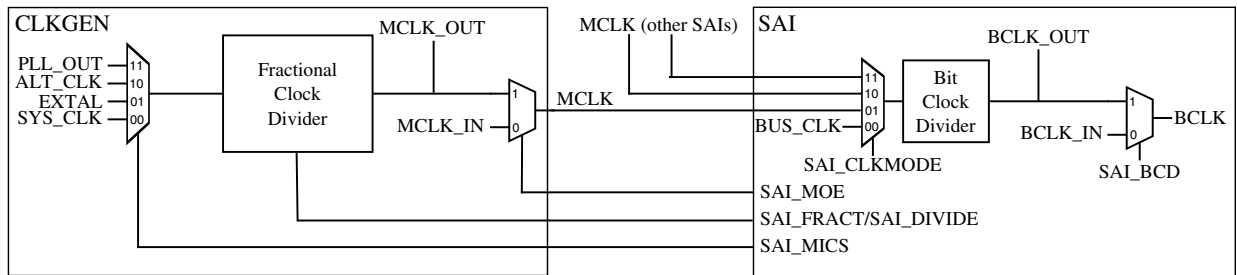 CLKGEN
PLL_OUT
ALT_CLK
EXTAL
SYS_CLK
11
10
01
00
Fractional
Clock
Divider
MCLK_OUT
MCLK_IN
1
0
MCLK
MCLK (other SAIs)
SAI
BUS_CLK
11
10
01
00
SAI_CLKMODE
Bit
Clock
Divider
BCLK_OUT
BCLK_IN
1
0
BCLK
SAI_BCD
SAI_MOE
SAI_FRACT/SAI_DIVIDE
SAI_MICS